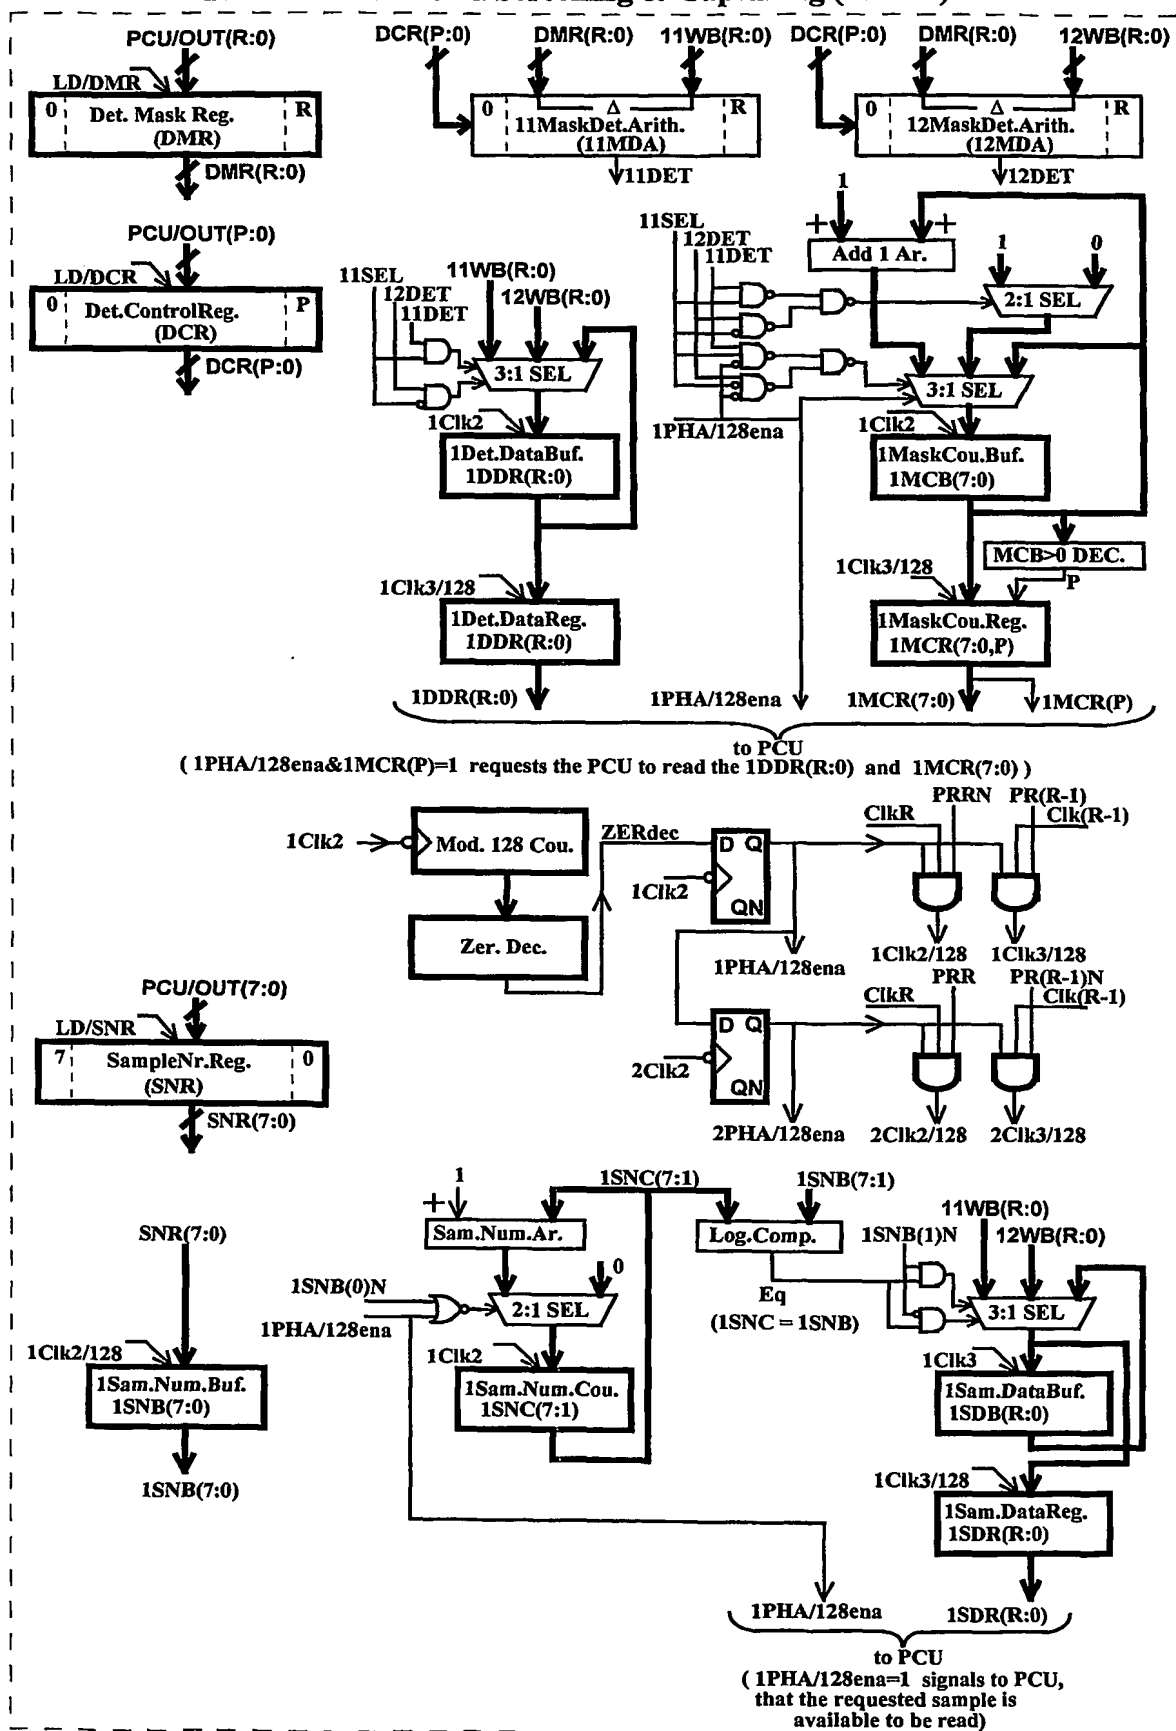 PCU/OUT(R:0)
DCR(P:0)
DMR(R:0)
11WB(R:0)
DCR(P:0)
DMR(R:0)
12WB(R:0)
LD/DMR
0
Det. Mask Reg.
(DMR)
R
0
Δ
11MaskDet.Arith.
(11MDA)
R
0
Δ
12MaskDet.Arith.
(12MDA)
R
DMR(R:0)
11DET
12DET
PCU/OUT(P:0)
LD/DCR
0
Det.ControlReg.
(DCR)
P
DCR(P:0)
11SEL
12DET
11DET
11WB(R:0)
12WB(R:0)
3:1 SEL
1Clk2
1Det.DataBuf.
1DDR(R:0)
1Clk3/128
1Det.DataReg.
1DDR(R:0)
1DDR(R:0)
11SEL
12DET
11DET
1
+
+
Add 1 Ar.
1
0
2:1 SEL
3:1 SEL
1PHA/128ena
1Clk2
1MaskCou.Buf.
1MCB(7:0)
MCB>0 DEC.
P
1Clk3/128
1MaskCou.Reg.
1MCR(7:0,P)
1PHA/128ena
1MCR(7:0)
1MCR(P)
to PCU
( 1PHA/128ena&1MCR(P)=1 requests the PCU to read the 1DDR(R:0) and 1MCR(7:0) )
1Clk2
Mod. 128 Cou.
Zer. Dec.
ZERdec
D Q
1Clk2
QN
1PHA/128ena
ClkR
PRRN
PR(R-1)
Clk(R-1)
1Clk2/128
1Clk3/128
D Q
2Clk2
QN
2PHA/128ena
ClkR
PRR
PR(R-1)N
Clk(R-1)
2Clk2/128
2Clk3/128
PCU/OUT(7:0)
LD/SNR
7
SampleNr.Reg.
(SNR)
0
SNR(7:0)
SNR(7:0)
1Clk2/128
1Sam.Num.Buf.
1SNB(7:0)
1SNB(7:0)
1
+
1SNC(7:1)
1SNB(7:1)
Sam.Num.Ar.
Log.Comp.
0
1SNB(0)N
1PHA/128ena
2:1 SEL
1Clk2
1Sam.Num.Cou.
1SNC(7:1)
Eq
(1SNC = 1SNB)
1SNB(1)N
11WB(R:0)
12WB(R:0)
3:1 SEL
1Clk3
1Sam.DataBuf.
1SDB(R:0)
1Clk3/128
1Sam.DataReg.
1SDR(R:0)
1PHA/128ena
1SDR(R:0)
to PCU
( 1PHA/128ena=1 signals to PCU,
that the requested sample is
available to be read)